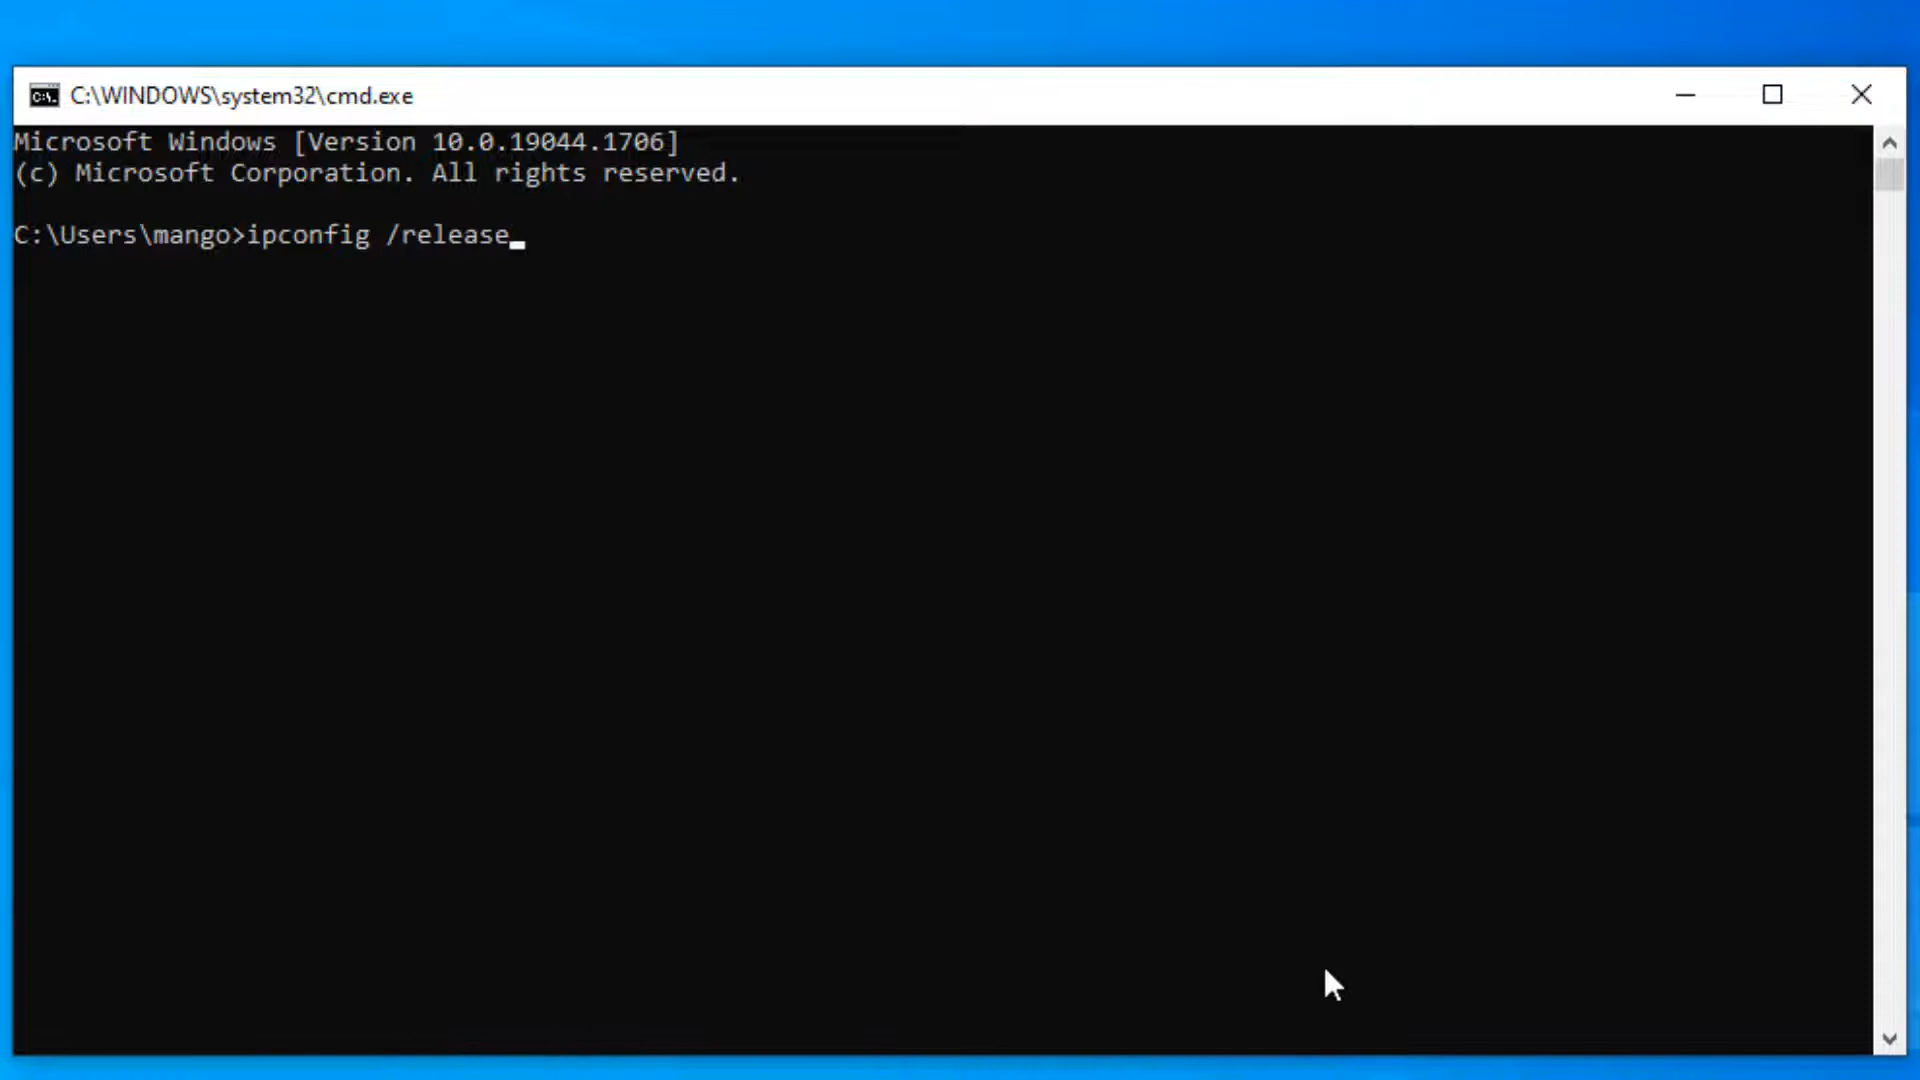 C:\WINDOWS\system32\cmd.exe
Microsoft Windows [Version 10.0.19044.1706]
(c) Microsoft Corporation. All rights reserved.
C:\Users\mango>ipconfig /release